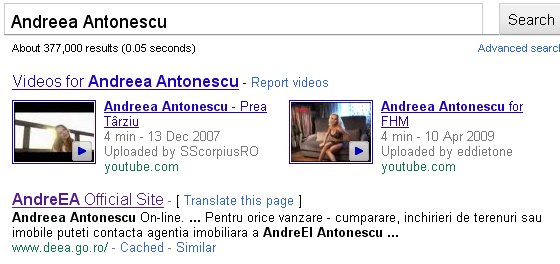 Andreea Antonescu
Search
About 377,000 results (0.05 seconds)
Advanced search
Videos for Andreea Antonescu - Report videos
Andreea Antonescu - Prea Târziu
4 min - 13 Dec 2007
Uploaded by SScorpiusRO
youtube.com
Andreea Antonescu for FHM
4 min - 10 Apr 2009
Uploaded by eddietone
youtube.com
AndreEA Official Site - [ Translate this page ]
Andreea Antonescu On-line. ... Pentru orice vanzare - cumparare, inchirieri de terenuri sau
imobile puteti contacta agentia imobiliara a AndreEI Antonescu ...
www.deea.go.ro/ - Cached - Similar